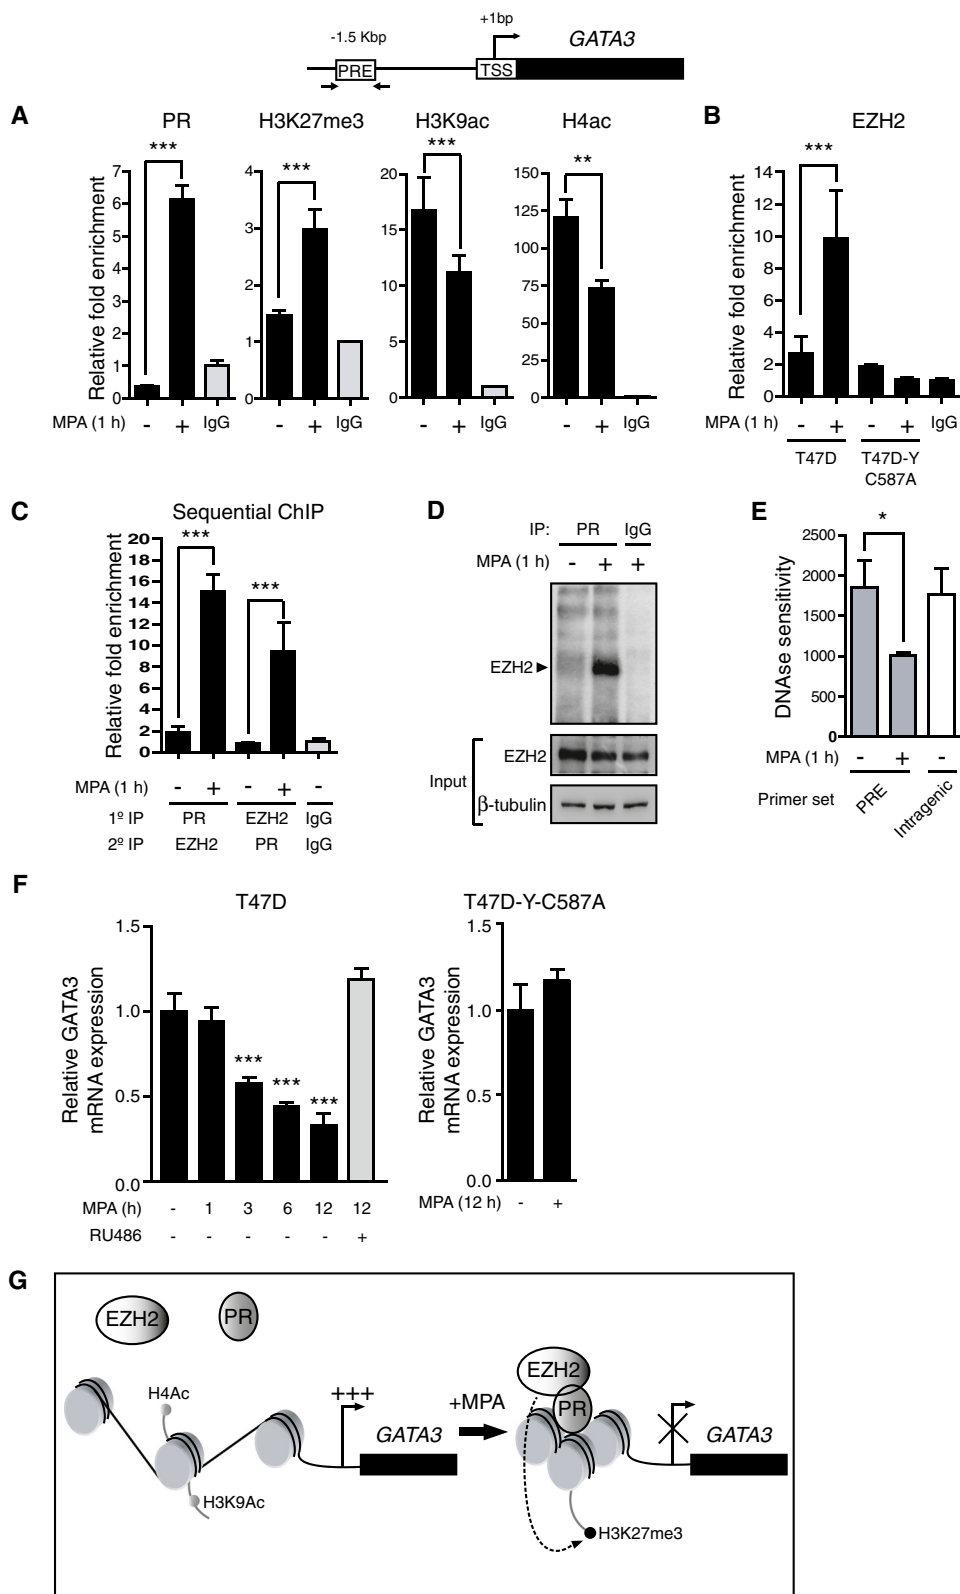 +1bp
-1.5 Kbp
GATA3
PRE
TSS
A
PR
H3K27me3
H3K9ac
H4ac
Relative fold enrichment
***
***
***
**
7
6
5
4
3
2
1
0
4
3
2
1
0
20
15
10
5
0
150
125
100
75
50
25
0
MPA (1 h) - + IgG - + IgG - + IgG - + IgG
B
EZH2
***
Relative fold enrichment
14
12
10
8
6
4
2
0
MPA (1 h) - + - + IgG
T47D
T47D-Y
C587A
C
Sequential ChIP
***
***
Relative fold enrichment
20
18
16
14
12
10
8
6
4
2
0
MPA (1 h) - + - + -
1º IP PR EZH2 IgG
2º IP EZH2 PR IgG
D
IP: PR IgG
MPA (1 h) - + +
EZH2
Input
EZH2
β-tubulin
E
*
DNAse sensitivity
2500
2000
1500
1000
500
0
MPA (1 h) - + -
Primer set
PRE
Intragenic
F
T47D
Relative GATA3
mRNA expression
1.5
1.0
0.5
0.0
***
***
***
MPA (h) - 1 3 6 12 12
RU486 - - - - - +
T47D-Y-C587A
Relative GATA3
mRNA expression
1.5
1.0
0.5
0.0
MPA (12 h) - +
G
EZH2
PR
H4Ac
H3K9Ac
+++
GATA3
+MPA
EZH2
PR
GATA3
H3K27me3